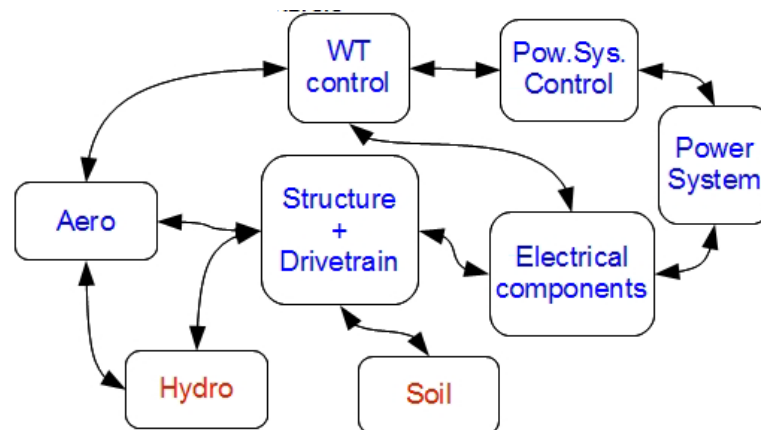 WT
control
Pow.Sys.
Control
Power
System
Structure
+
Drivetrain
Aero
Electrical
components
Hydro
Soil